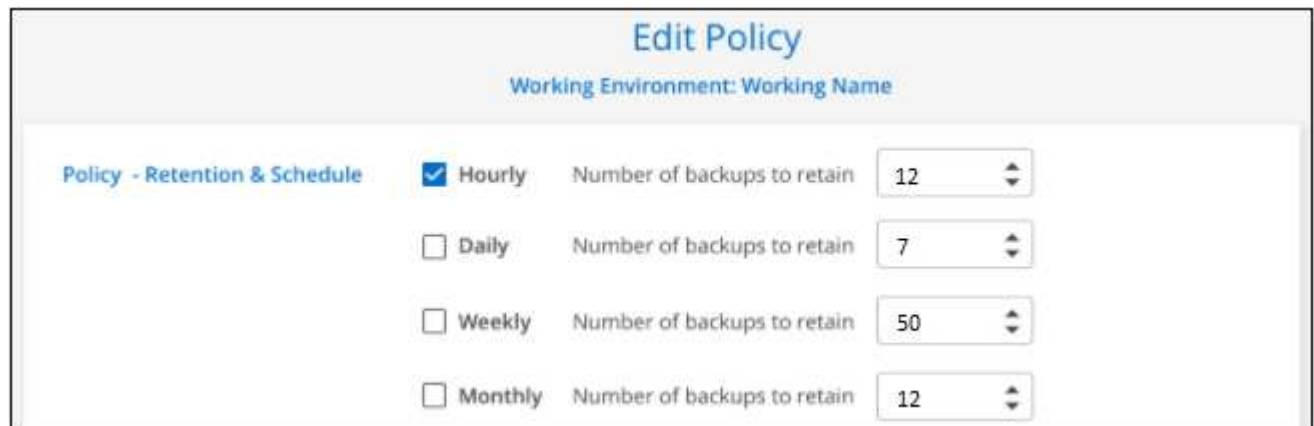 Edit Policy
Working Environment: Working Name
Policy - Retention & Schedule Hourly Number of backups to retain 12
Daily Number of backups to retain 7
Weekly Number of backups to retain 50
Monthly Number of backups to retain 12